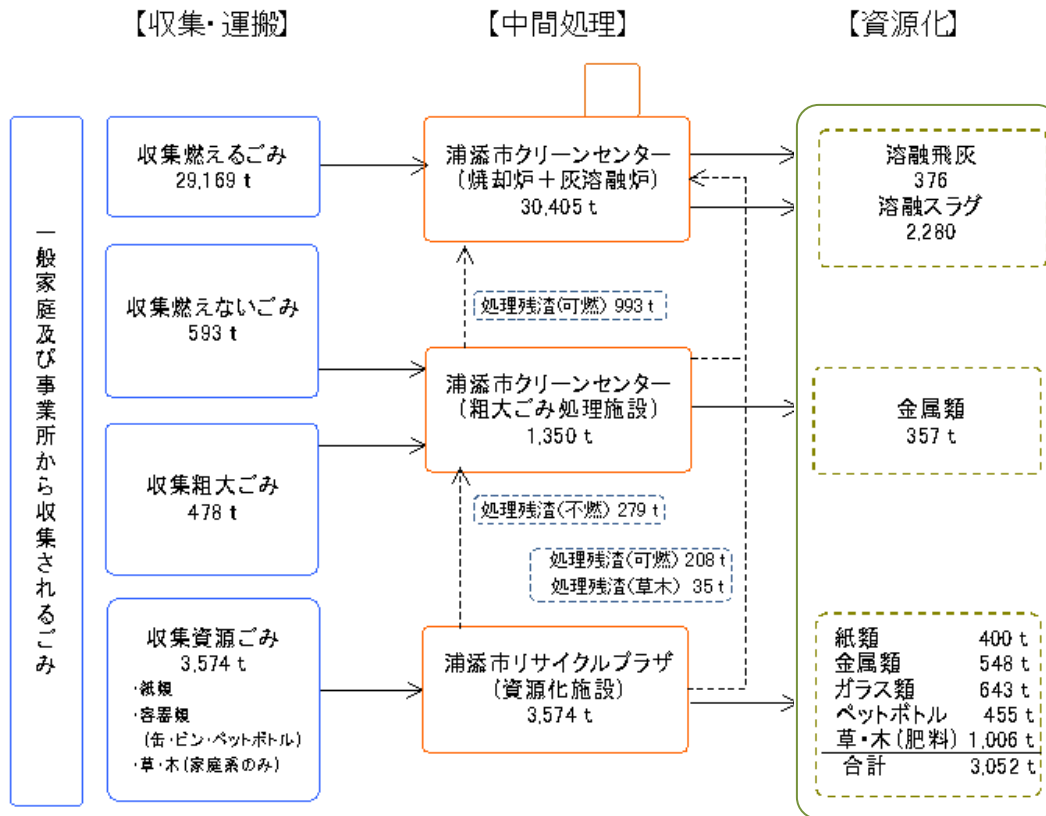 【収集・運搬】
【中間処理】
【資源化】
一般家庭及び事業所から収集されるごみ
収集燃えるごみ
29,169 t
収集燃えないごみ
593 t
収集粗大ごみ
478 t
収集資源ごみ
3,574 t
・紙類
・容器類
(缶・ビン・ペットボトル)
・草・木(家庭系のみ)
浦添市クリーンセンター
(焼却炉＋灰溶融炉)
30,405 t
処理残渣(可燃) 993 t
浦添市クリーンセンター
(粗大ごみ処理施設)
1,350 t
処理残渣(不燃) 279 t
処理残渣(可燃) 208 t
処理残渣(草木) 35 t
浦添市リサイクルプラザ
(資源化施設)
3,574 t
溶融飛灰
376
溶融スラグ
2,280
金属類
357 t
紙類 400 t
金属類 548 t
ガラス類 643 t
ペットボトル 455 t
草・木(肥料) 1,006 t
合計 3,052 t